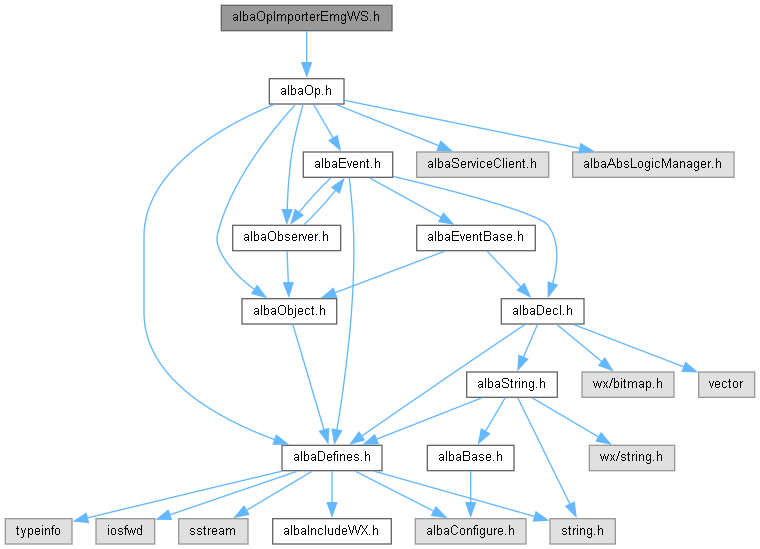 albaOpImporterEmgWS.h
albaOp.h
albaEvent.h
albaServiceClient.h
albaAbsLogicManager.h
albaObserver.h
albaEventBase.h
albaObject.h
albaDecl.h
albaString.h
wx/bitmap.h
vector
albaDefines.h
albaBase.h
wx/string.h
typeinfo
iosfwd
sstream
albaIncludeWX.h
albaConfigure.h
string.h